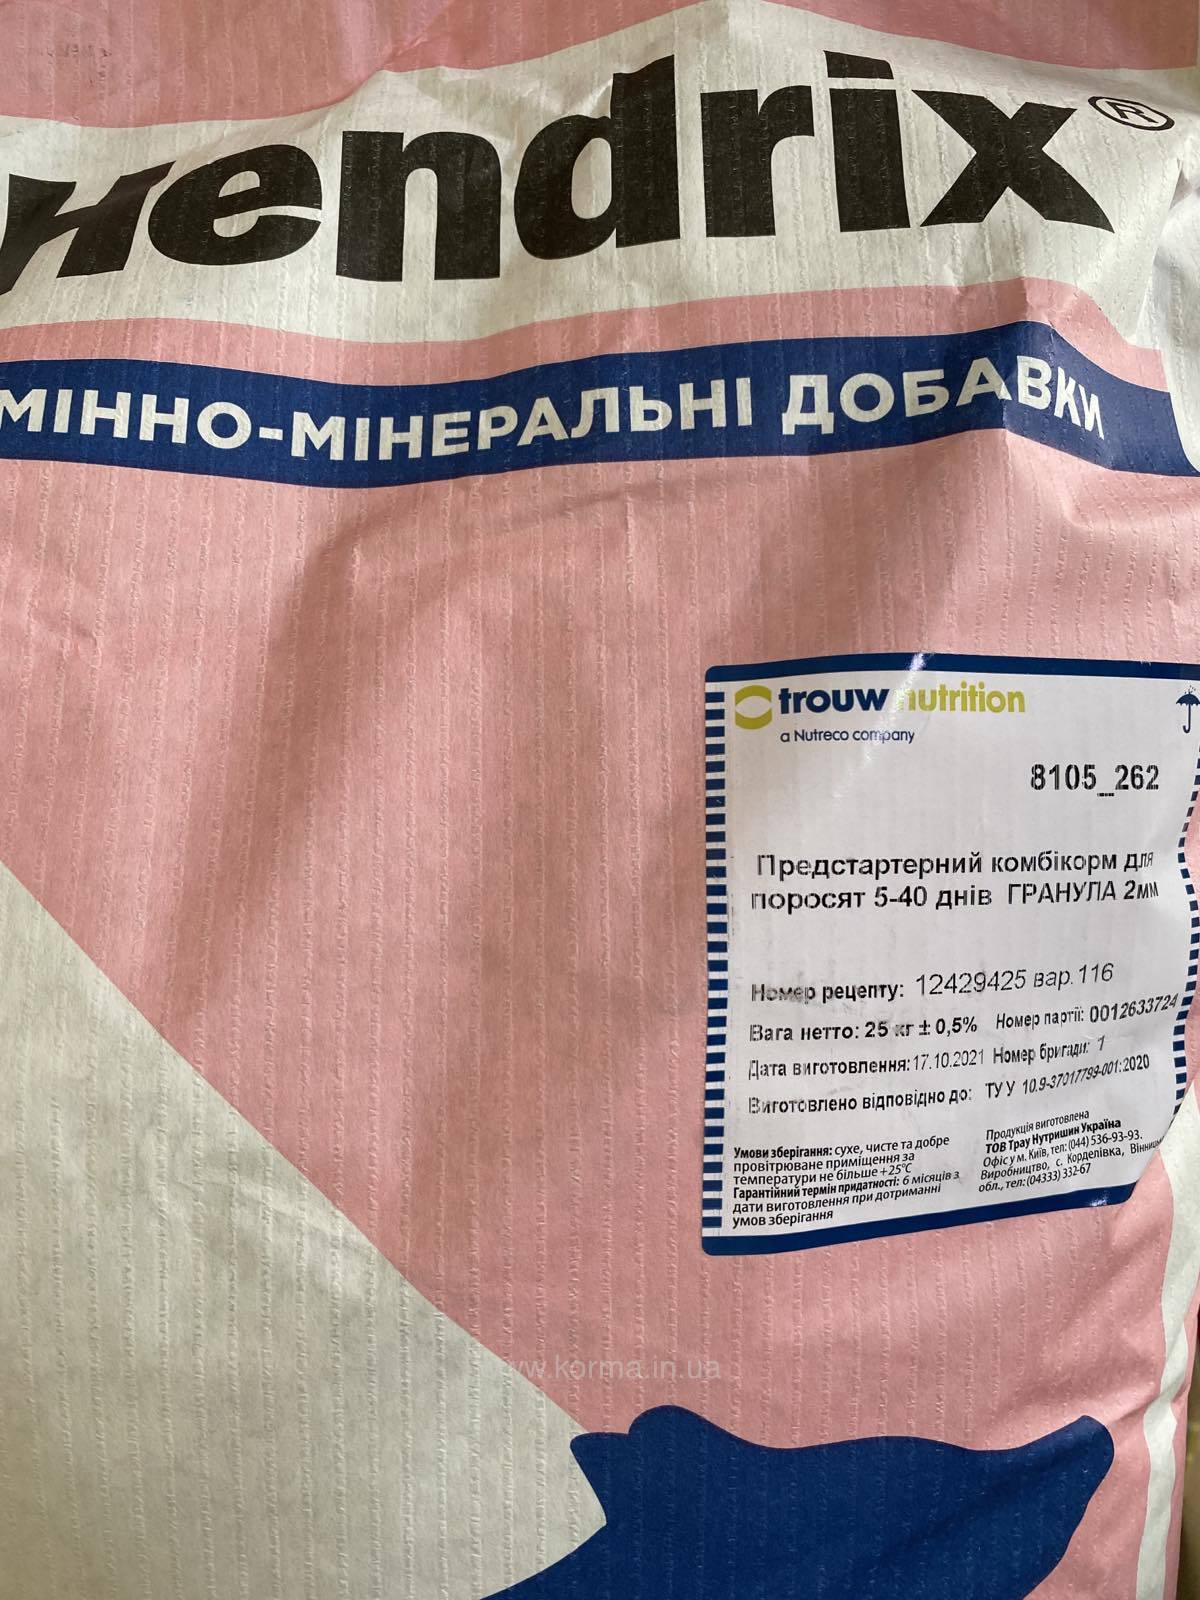 Hendrix®
МІННО-МІНЕРАЛЬНІ ДОБАВКИ
trouw nutrition
a Nutreco company
8105_262
Предстартерний комбікорм для
поросят 5-40 днів ГРАНУЛА 2мм
Номер рецепту: 12429425 вар.116
Вага нетто: 25 кг ± 0,5% Номер партії: 0012633724
Дата виготовлення: 17.10.2021 Номер бригади: 1
Виготовлено відповідно до: ТУ У 10.9-37017799-001:2020
Умови зберігання: сухе, чисте та добре
провітрюване приміщення за
температури не більше +25°C
Гарантійний термін придатності: 6 місяців з
дати виготовлення при дотриманні
умов зберігання
Продукція виготовлена
ТОВ Трау Нутришин Україна
Офіс у м. Київ, тел: (044) 536-93-93.
Виробництво, с. Корделівка, Вінниць
обл., тел: (04333) 332-67
www.korma.in.ua